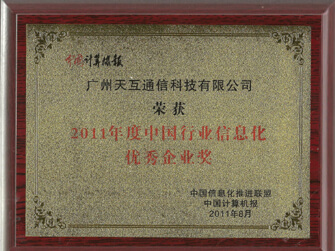 中国计算机报
广州天互通信科技有限公司
荣获
2011年度中国行业信息化
优秀企业奖
中国信息化推进联盟
中国计算机报
2011年8月